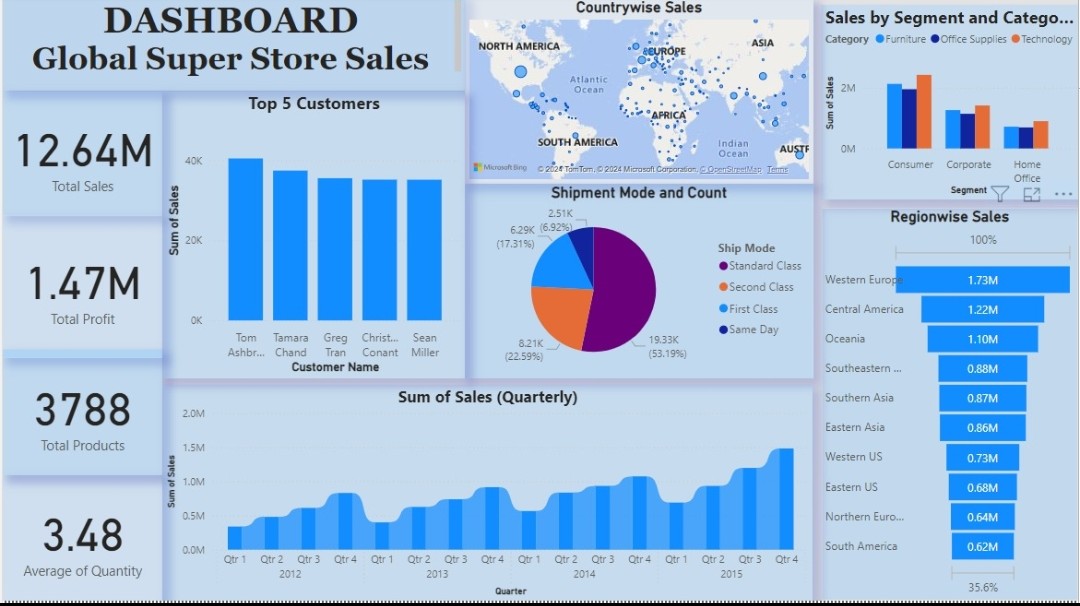 DASHBOARD
Global Super Store Sales
12.64M
Total Sales
1.47M
Total Profit
3788
Total Products
3.48
Average of Quantity
Top 5 Customers
Sum of Sales
40K
20K
0K
Tom Ashbr...
Tamara Chand
Greg Tran
Christ... Conant
Sean Miller
Customer Name
Countrywise Sales
NORTH AMERICA
EUROPE
ASIA
Atlantic
Ocean
AFRICA
SOUTH AMERICA
Indian
Ocean
AUSTR
Microsoft Bing
© 2024 TomTom, © 2024 Microsoft Corporation, © OpenStreetMap Terms
Shipment Mode and Count
2.51K
(6.92%)
6.29K
(17.31%)
8.21K
(22.59%)
19.33K
(53.19%)
Ship Mode
Standard Class
Second Class
First Class
Same Day
Sales by Segment and Catego...
Category Furniture Office Supplies Technology
Sum of Sales
2M
0M
Consumer
Corporate
Home Office
Segment
Regionwise Sales
100%
Western Europe 1.73M
Central America 1.22M
Oceania 1.10M
Southeastern ... 0.88M
Southern Asia 0.87M
Eastern Asia 0.86M
Western US 0.73M
Eastern US 0.68M
Northern Euro... 0.64M
South America 0.62M
35.6%
Sum of Sales (Quarterly)
Sum of Sales
2.0M
1.5M
1.0M
0.5M
0.0M
Qtr 1 Qtr 2 Qtr 3 Qtr 4 Qtr 1 Qtr 2 Qtr 3 Qtr 4 Qtr 1 Qtr 2 Qtr 3 Qtr 4 Qtr 1 Qtr 2 Qtr 3 Qtr 4
2012 2013 2014 2015
Quarter